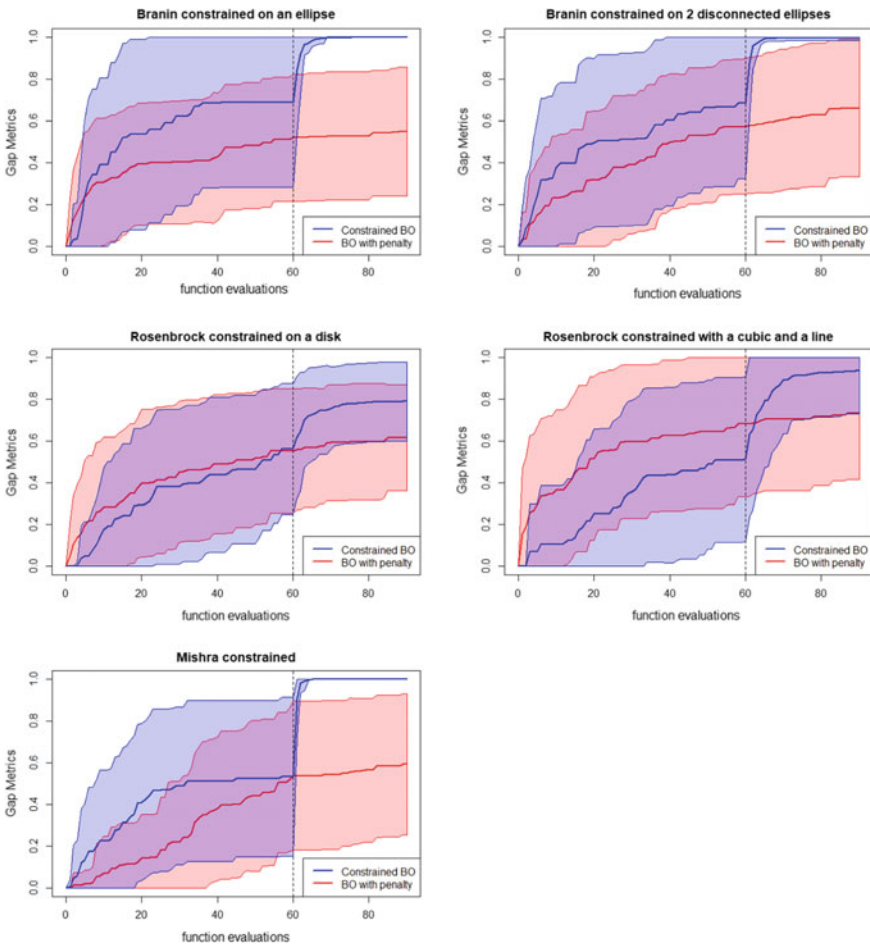 Branin constrained on an ellipse
Gap Metrics
1.0
0.8
0.6
0.4
0.2
0.0
Constrained BO
BO with penalty
0 20 40 60 80
function evaluations
Branin constrained on 2 disconnected ellipses
Gap Metrics
1.0
0.8
0.6
0.4
0.2
0.0
Constrained BO
BO with penalty
0 20 40 60 80
function evaluations
Rosenbrock constrained on a disk
Gap Metrics
1.0
0.8
0.6
0.4
0.2
0.0
Constrained BO
BO with penalty
0 20 40 60 80
function evaluations
Rosenbrock constrained with a cubic and a line
Gap Metrics
1.0
0.8
0.6
0.4
0.2
0.0
Constrained BO
BO with penalty
0 20 40 60 80
function evaluations
Mishra constrained
Gap Metrics
1.0
0.8
0.6
0.4
0.2
0.0
Constrained BO
BO with penalty
0 20 40 60 80
function evaluations